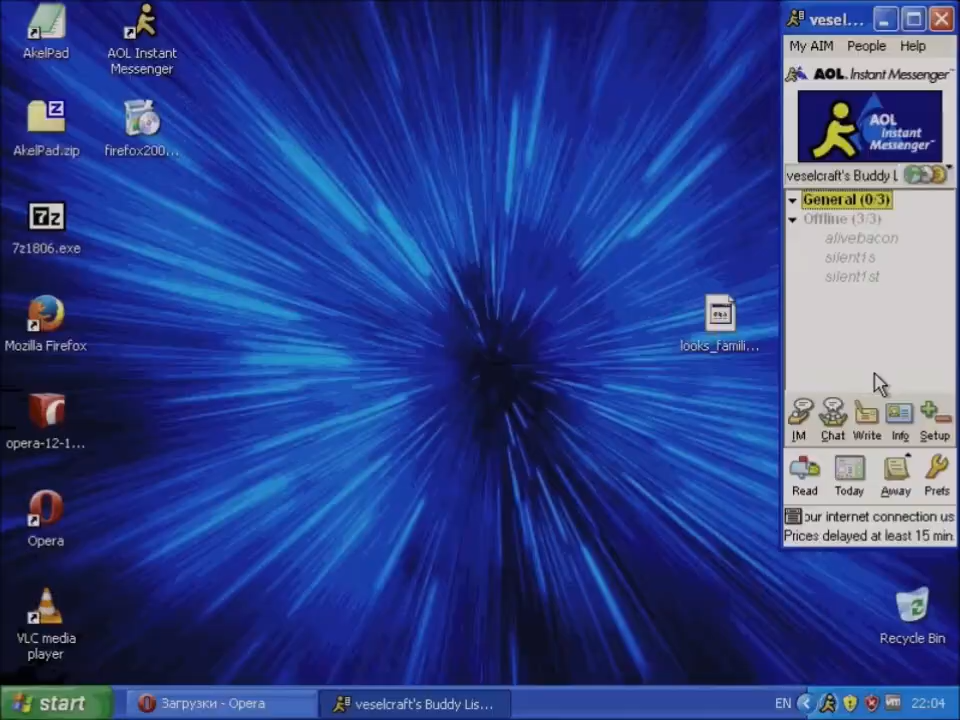 AkelPad
AOL Instant
Messenger
AkelPad.zip
firefox200...
7z
7z1806.exe
Mozilla Firefox
opera-12-1...
Opera
VLC media
player
looks_famili...
Recycle Bin
vesel...
My AIM People Help
AOL Instant Messenger
AOL
Instant
Messenger
veselcraft's Buddy L
General (0/3)
Offline (3/3)
alivebacon
silent1s
silent1st
IM Chat Write Info Setup
Read Today Away Prefs
our internet connection us
Prices delayed at least 15 min
start
Загрузки - Opera
veselcraft's Buddy Lis...
EN
22:04